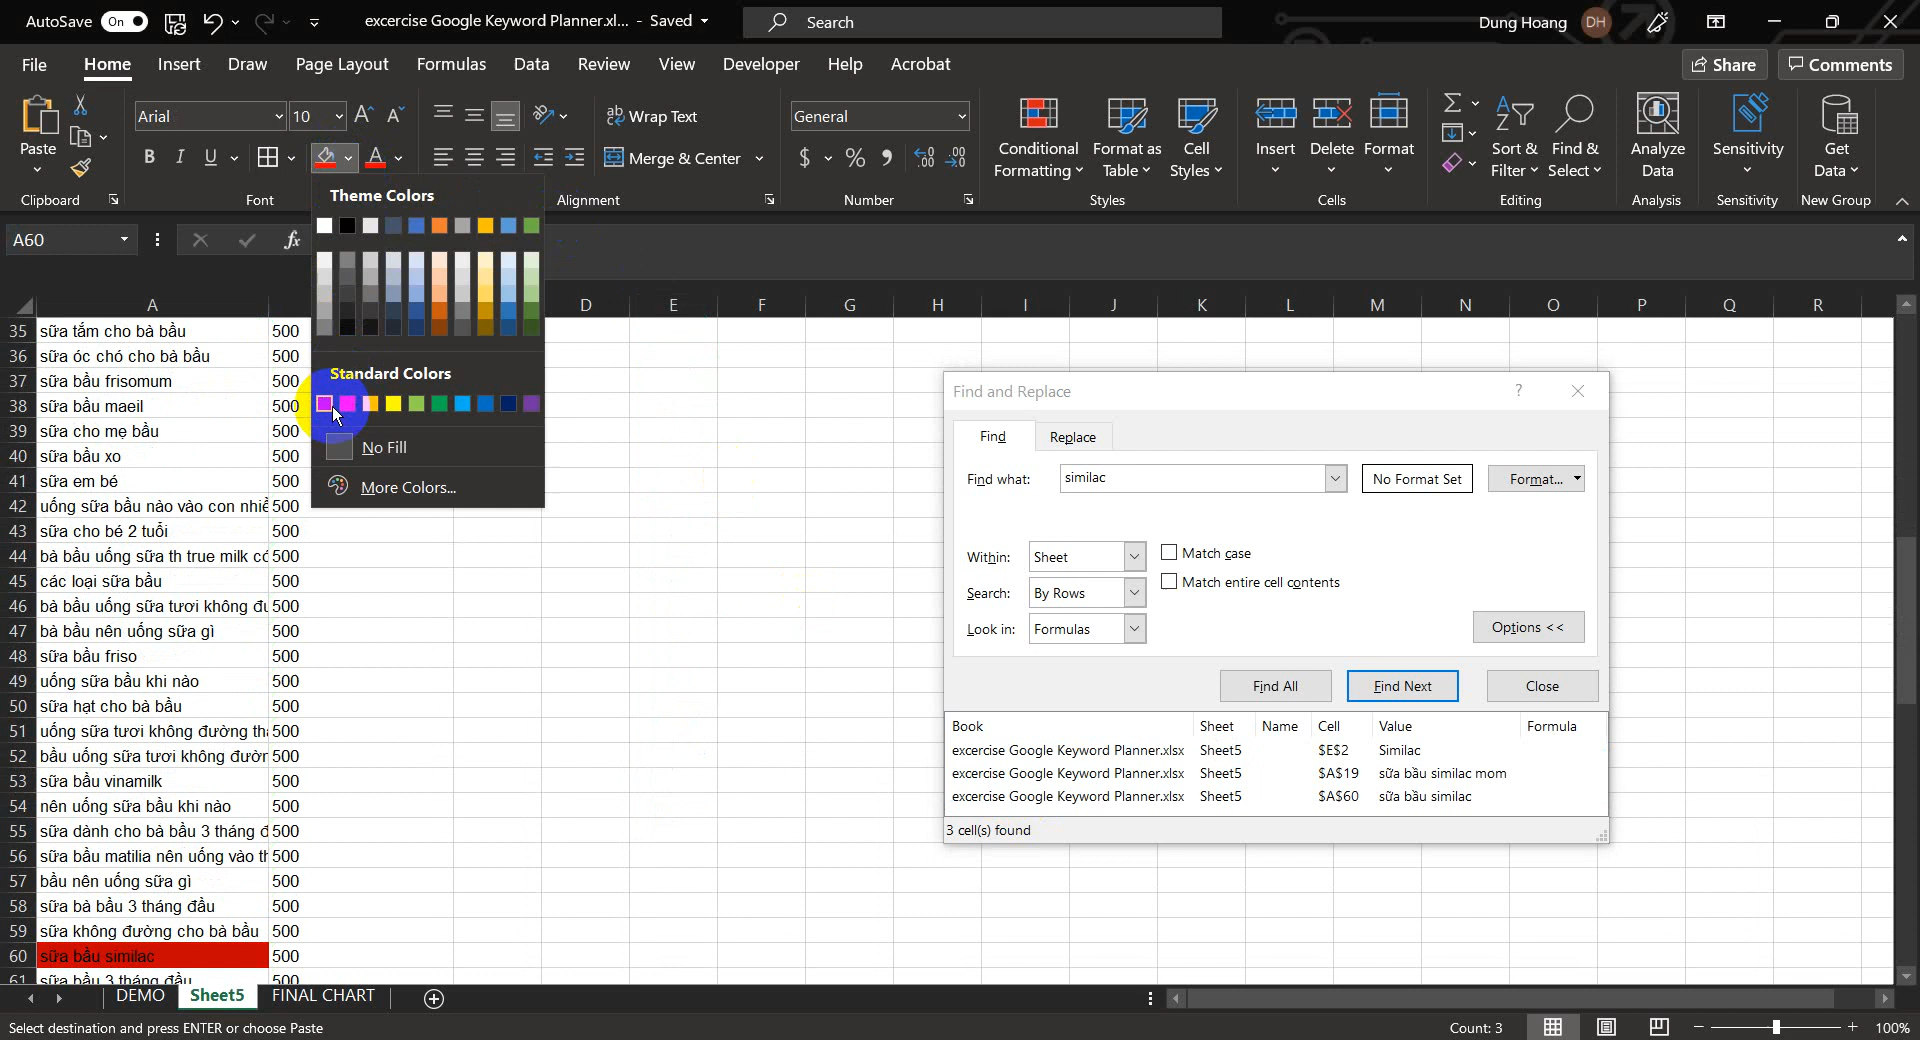 AutoSave On excercise Google Keyword Planner.xl... - Saved Search Dung Hoang DH
File Home Insert Draw Page Layout Formulas Data Review View Developer Help Acrobat Share Comments
Paste Arial 10 Wrap Text General Conditional Formatting Format as Table Cell Styles Insert Delete Format Sort & Filter Find & Select Analyze Data Sensitivity Get Data
B I U A Merge & Center $ % 9
Clipboard Font Alignment Number Styles Cells Editing Analysis Sensitivity New Group
Theme Colors
A60 fx
A D E F G H I J K L M N O P Q R
35 sữa tắm cho bà bầu 500
36 sữa óc chó cho bà bầu 500
37 sữa bầu frisomum 500
38 sữa bầu maeil 500
39 sữa cho mẹ bầu 500
40 sữa bầu xo 500
41 sữa em bé 500
42 uống sữa bầu nào vào con nhiề 500
43 sữa cho bé 2 tuổi 500
44 bà bầu uống sữa th true milk có 500
45 các loại sữa bầu 500
46 bà bầu uống sữa tươi không đư 500
47 bà bầu nên uống sữa gì 500
48 sữa bầu friso 500
49 uống sữa bầu khi nào 500
50 sữa hạt cho bà bầu 500
51 uống sữa tươi không đường th 500
52 bầu uống sữa tươi không đườn 500
53 sữa bầu vinamilk 500
54 nên uống sữa bầu khi nào 500
55 sữa dành cho bà bầu 3 tháng đ 500
56 sữa bầu matilia nên uống vào th 500
57 bầu nên uống sữa gì 500
58 sữa bà bầu 3 tháng đầu 500
59 sữa không đường cho bà bầu 500
60 sữa bầu similac 500
61 sữa bầu 3 tháng đầu 500
Standard Colors
No Fill
More Colors...
Find and Replace ?
Find Replace
Find what: similac No Format Set Format...
Within: Sheet Match case
Search: By Rows Match entire cell contents
Look in: Formulas Options <<
Find All Find Next Close
Book Sheet Name Cell Value Formula
excercise Google Keyword Planner.xlsx Sheet5 $E$2 Similac
excercise Google Keyword Planner.xlsx Sheet5 $A$19 sữa bầu similac mom
excercise Google Keyword Planner.xlsx Sheet5 $A$60 sữa bầu similac
3 cell(s) found
DEMO Sheet5 FINAL CHART
Select destination and press ENTER or choose Paste Count: 3 100%